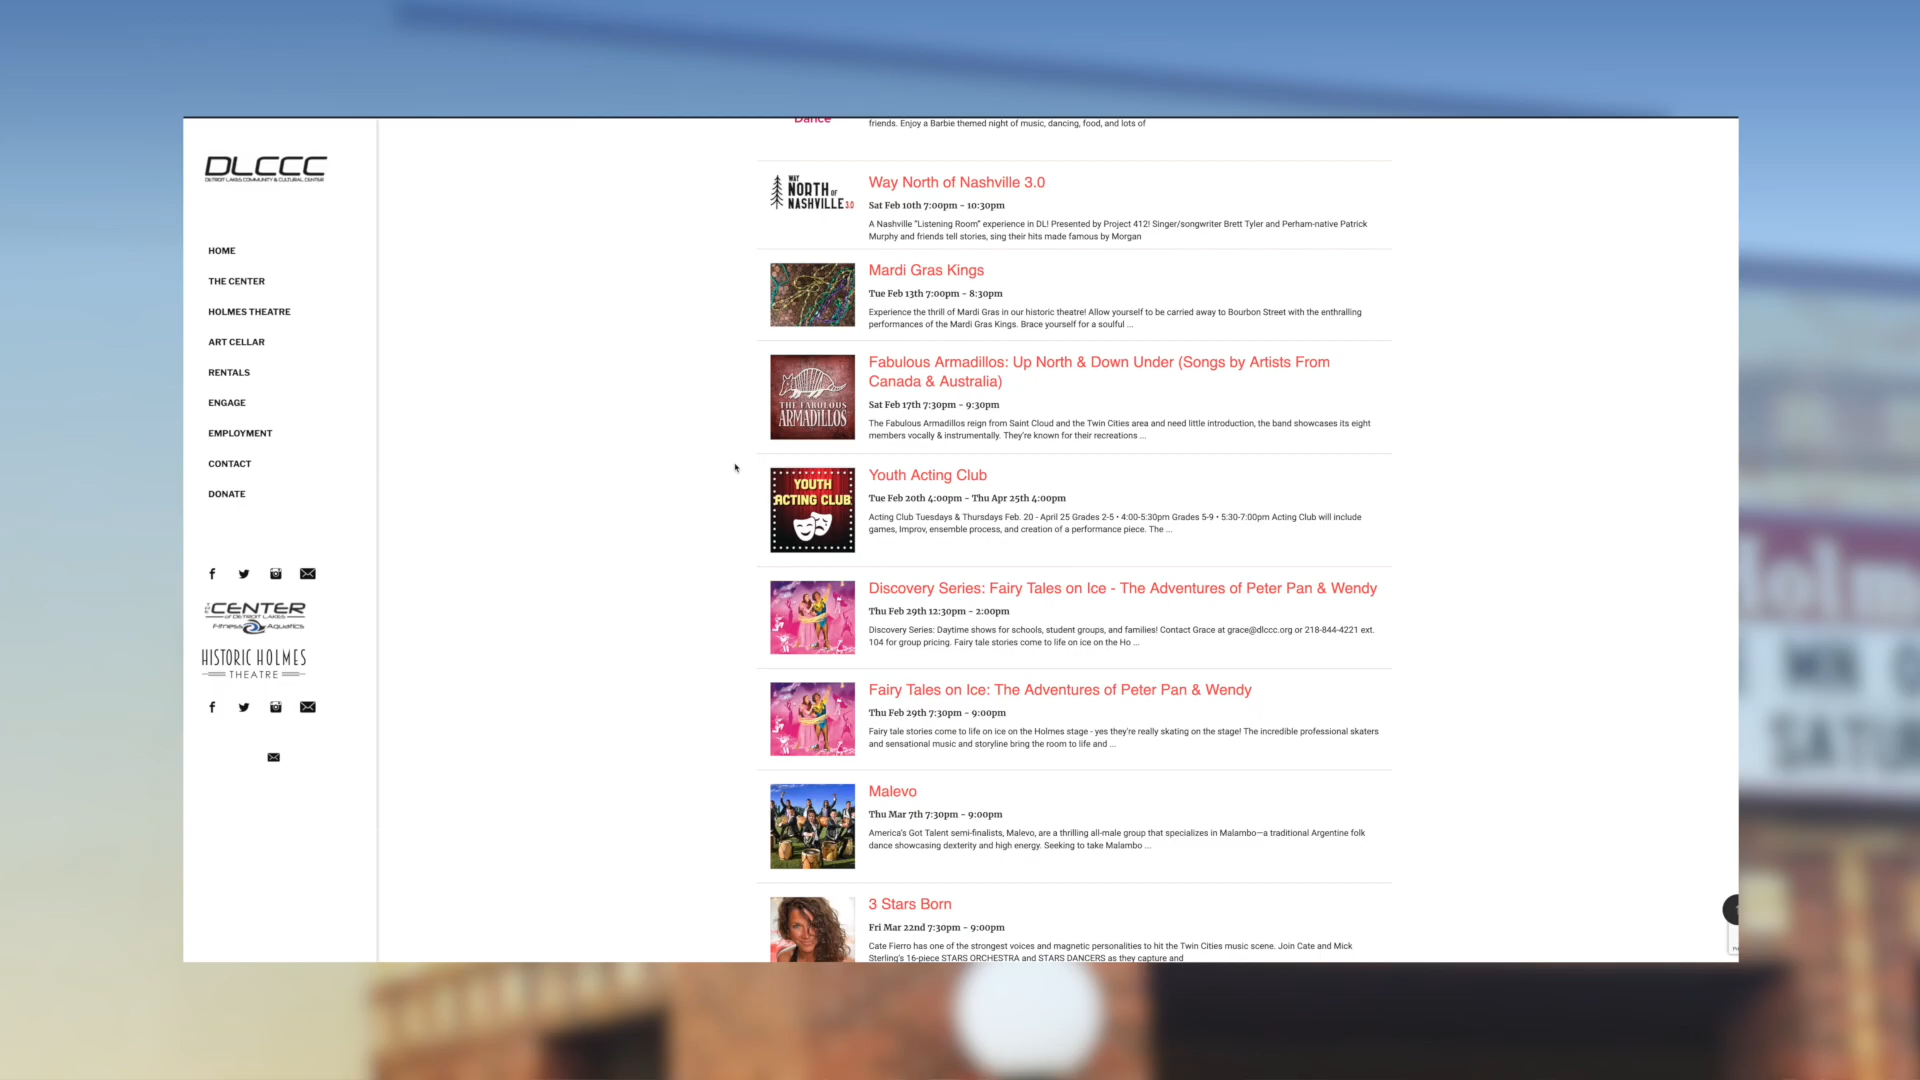 DLCCC
DETROIT LAKES COMMUNITY & CULTURAL CENTER
HOME
THE CENTER
HOLMES THEATRE
ART CELLAR
RENTALS
ENGAGE
EMPLOYMENT
CONTACT
DONATE
THE CENTER
OF DETROIT LAKES
Fitness Aquatics
HISTORIC HOLMES
THEATRE
Dance
friends. Enjoy a Barbie themed night of music, dancing, food, and lots of
WAY
NORTH OF
NASHVILLE 3.0
Way North of Nashville 3.0
Sat Feb 10th 7:00pm - 10:30pm
A Nashville “Listening Room” experience in DL! Presented by Project 412! Singer/songwriter Brett Tyler and Perham-native Patrick
Murphy and friends tell stories, sing their hits made famous by Morgan
Mardi Gras Kings
Tue Feb 13th 7:00pm - 8:30pm
Experience the thrill of Mardi Gras in our historic theatre! Allow yourself to be carried away to Bourbon Street with the enthralling
performances of the Mardi Gras Kings. Brace yourself for a soulful ...
THE FABULOUS
ARMADILLOS
Fabulous Armadillos: Up North & Down Under (Songs by Artists From
Canada & Australia)
Sat Feb 17th 7:30pm - 9:30pm
The Fabulous Armadillos reign from Saint Cloud and the Twin Cities area and need little introduction, the band showcases its eight
members vocally & instrumentally. They're known for their recreations ...
YOUTH
ACTING CLUB
Youth Acting Club
Tue Feb 20th 4:00pm - Thu Apr 25th 4:00pm
Acting Club Tuesdays & Thursdays Feb. 20 - April 25 Grades 2-5 • 4:00-5:30pm Grades 5-9 • 5:30-7:00pm Acting Club will include
games, Improv, ensemble process, and creation of a performance piece. The ...
Discovery Series: Fairy Tales on Ice - The Adventures of Peter Pan & Wendy
Thu Feb 29th 12:30pm - 2:00pm
Discovery Series: Daytime shows for schools, student groups, and families! Contact Grace at grace@dlccc.org or 218-844-4221 ext.
104 for group pricing. Fairy tale stories come to life on ice on the Ho ...
Fairy Tales on Ice: The Adventures of Peter Pan & Wendy
Thu Feb 29th 7:30pm - 9:00pm
Fairy tale stories come to life on ice on the Holmes stage - yes they're really skating on the stage! The incredible professional skaters
and sensational music and storyline bring the room to life and ...
Malevo
Thu Mar 7th 7:30pm - 9:00pm
America's Got Talent semi-finalists, Malevo, are a thrilling all-male group that specializes in Malambo—a traditional Argentine folk
dance showcasing dexterity and high energy. Seeking to take Malambo ...
3 Stars Born
Fri Mar 22nd 7:30pm - 9:00pm
Cate Fierro has one of the strongest voices and magnetic personalities to hit the Twin Cities music scene. Join Cate and Mick
Sterling's 16-piece STARS ORCHESTRA and STARS DANCERS as they capture and
Holm
MN
SATU